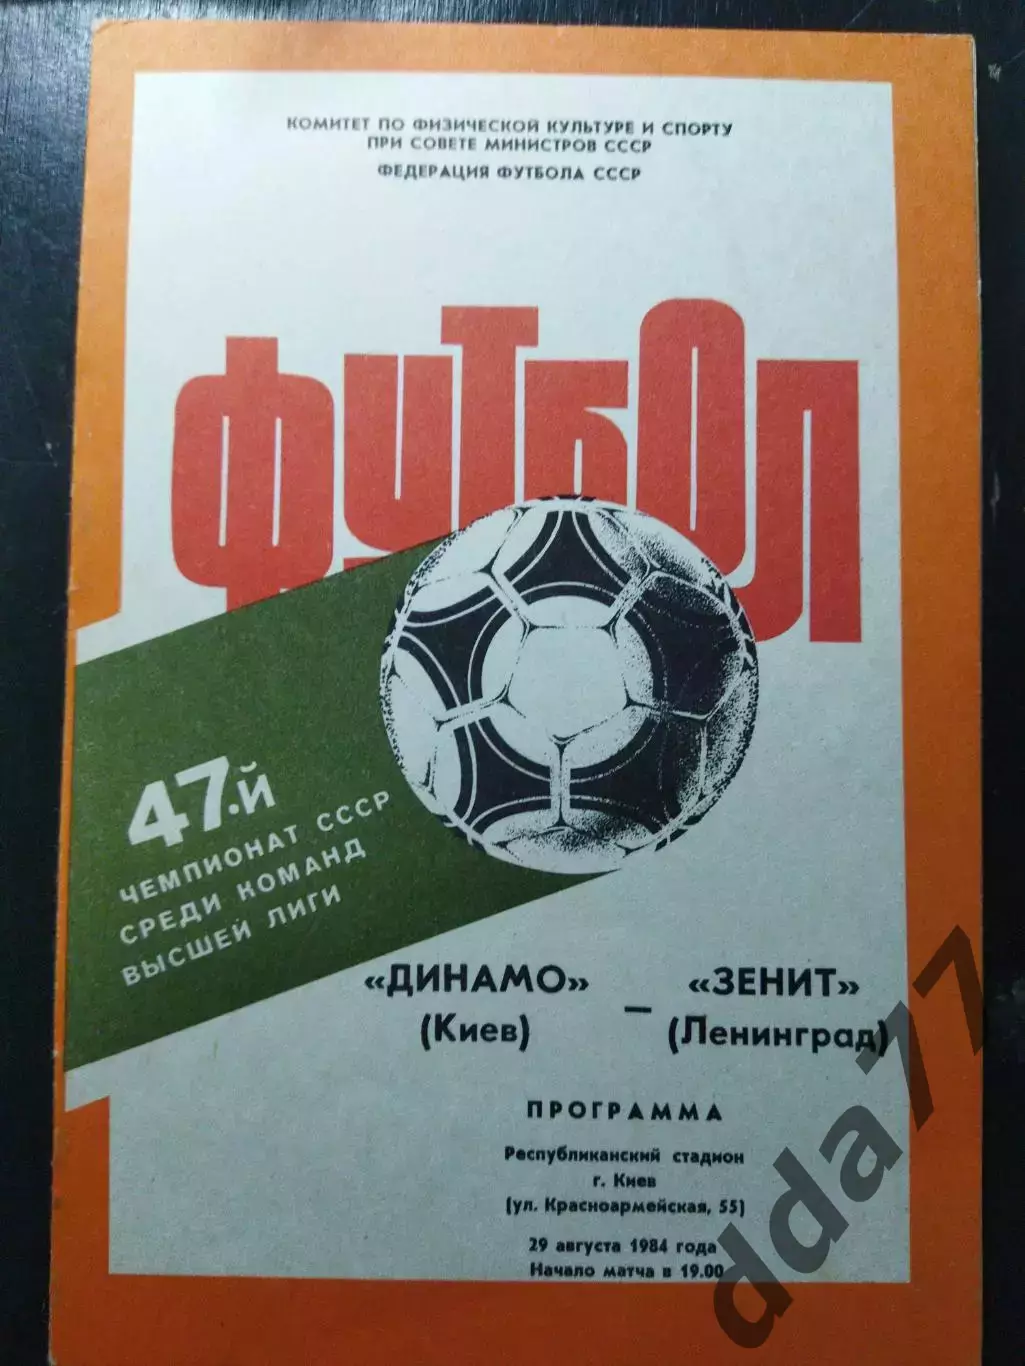 КОМИТЕТ ПО ФИЗИЧЕСКОЙ КУЛЬТУРЕ И СПОРТУ
ПРИ СОВЕТЕ МИНИСТРОВ СССР
ФЕДЕРАЦИЯ ФУТБОЛА СССР
ФУТБОЛ
47-Й
ЧЕМПИОНАТ СССР
СРЕДИ КОМАНД
ВЫСШЕЙ ЛИГИ
«ДИНАМО» — «ЗЕНИТ»
(Киев) (Ленинград)
ПРОГРАММА
Республиканский стадион
г. Киев
(ул. Красноармейская, 55)
29 августа 1984 года
Начало матча в 19.00
dda77